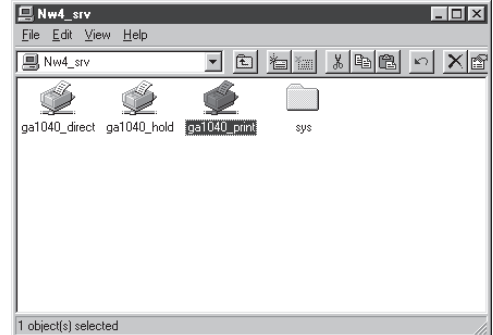 Nw4_srv
File Edit View Help
Nw4_srv
ga1040_direct ga1040_hold ga1040_print sys
1 object(s) selected